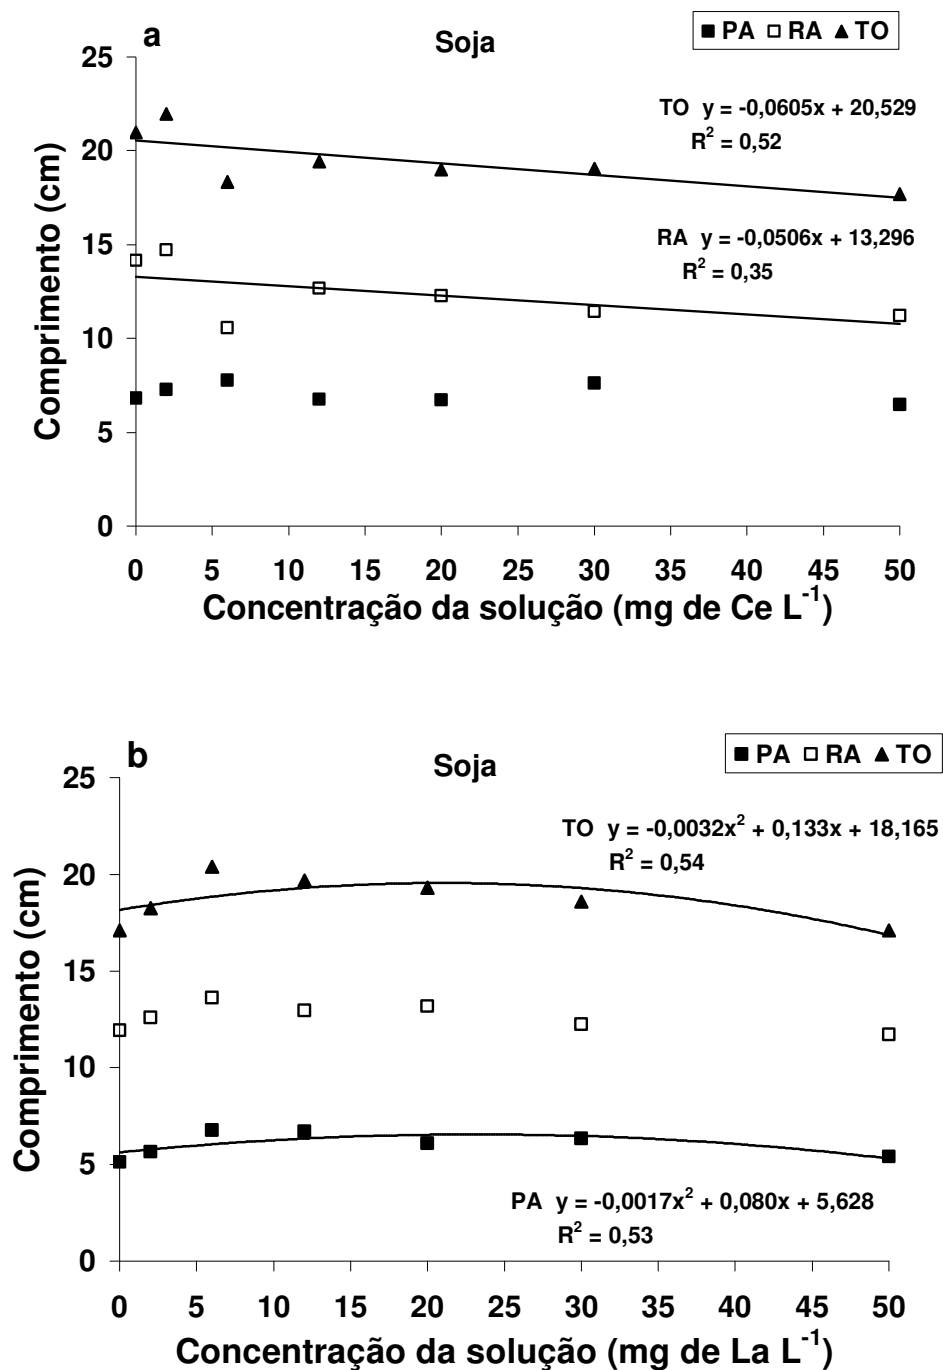 a
Soja
PA RA TO
25
20
15
10
5
0
Comprimento (cm)
TO y = -0,0605x + 20,529
R² = 0,52
RA y = -0,0506x + 13,296
R² = 0,35
0 5 10 15 20 25 30 35 40 45 50
Concentração da solução (mg de Ce L⁻¹)
b
Soja
PA RA TO
25
20
15
10
5
0
Comprimento (cm)
TO y = -0,0032x² + 0,133x + 18,165
R² = 0,54
PA y = -0,0017x² + 0,080x + 5,628
R² = 0,53
0 5 10 15 20 25 30 35 40 45 50
Concentração da solução (mg de La L⁻¹)